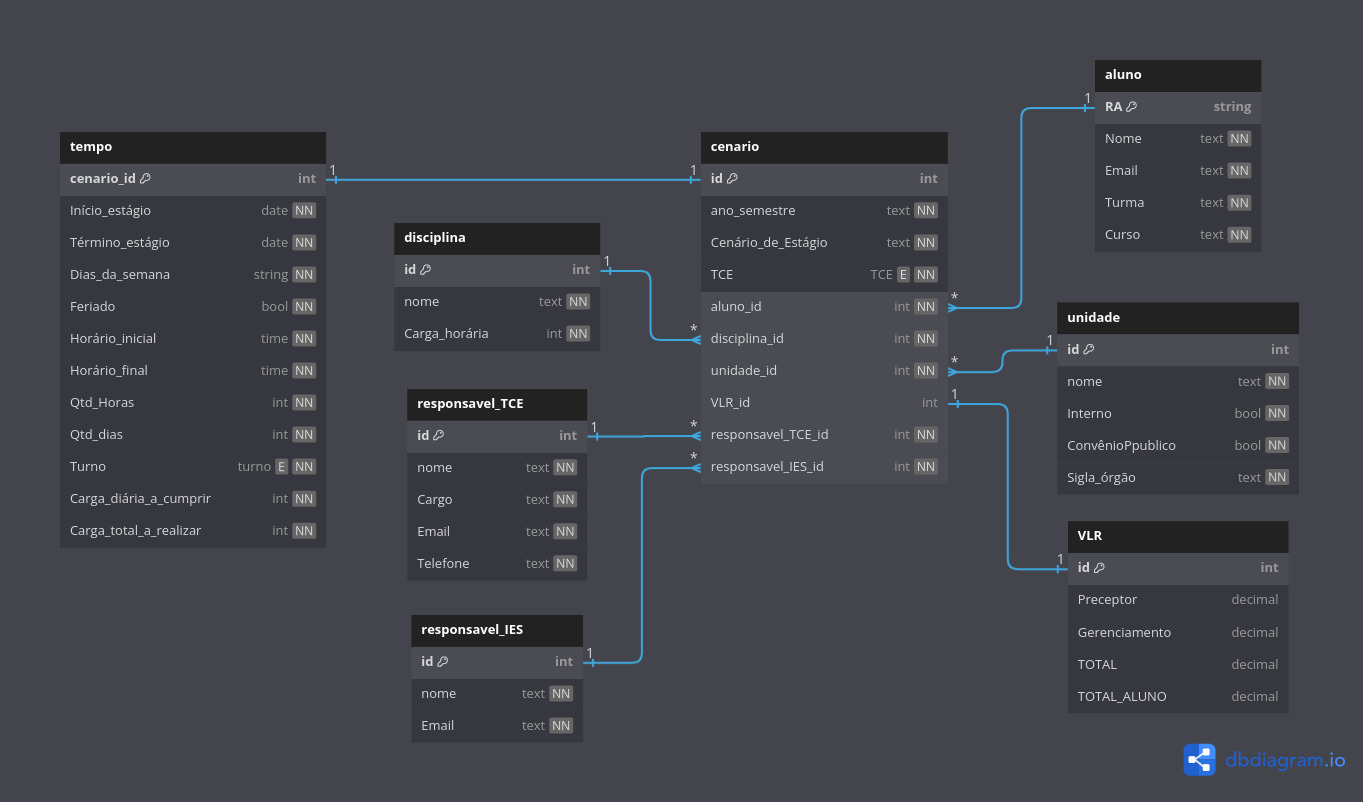 tempo
cenario_id int
Início_estágio date NN
Término_estágio date NN
Dias_da_semana string NN
Feriado bool NN
Horário_inicial time NN
Horário_final time NN
Qtd_Horas int NN
Qtd_dias int NN
Turno turno E NN
Carga_diária_a_cumprir int NN
Carga_total_a_realizar int NN
1
1
disciplina
id int
nome text NN
Carga_horária int NN
1
*
responsavel_TCE
id int
nome text NN
Cargo text NN
Email text NN
Telefone text NN
1
*
responsavel_IES
id int
nome text NN
Email text NN
1
*
cenario
id int
ano_semestre text NN
Cenário_de_Estágio text NN
TCE TCE E NN
aluno_id int NN
disciplina_id int NN
unidade_id int NN
VLR_id int
responsavel_TCE_id int NN
responsavel_IES_id int NN
*
1
aluno
RA string
Nome text NN
Email text NN
Turma text NN
Curso text NN
*
1
unidade
id int
nome text NN
Interno bool NN
ConvênioPpublico bool NN
Sigla_órgão text NN
1
1
VLR
id int
Preceptor decimal
Gerenciamento decimal
TOTAL decimal
TOTAL_ALUNO decimal
dbdiagram.io